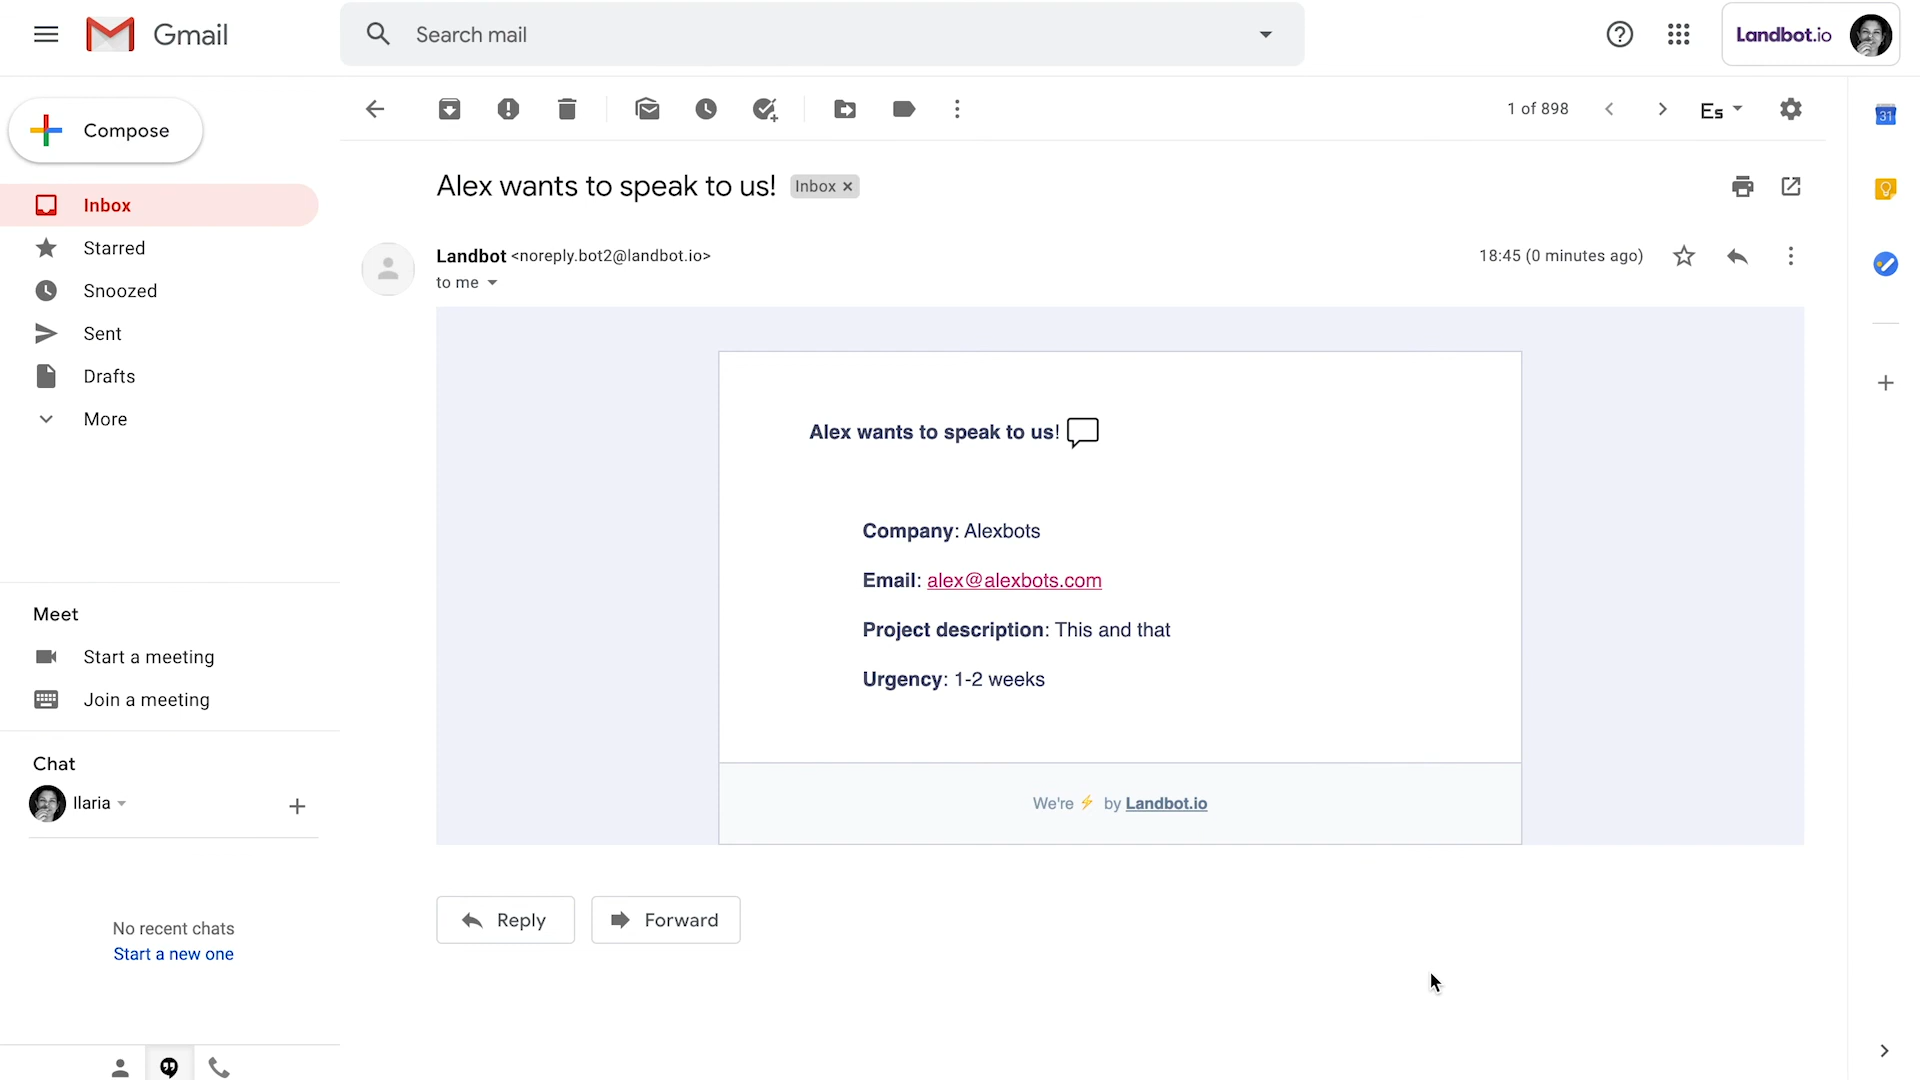 Gmail
Search mail
Landbot.io
Compose
1 of 898
Es
31
Alex wants to speak to us!
Inbox ×
Inbox
Starred
Snoozed
Sent
Drafts
More
Landbot <noreply.bot2@landbot.io>
18:45 (0 minutes ago)
to me
Alex wants to speak to us!
Company: Alexbots
Email: alex@alexbots.com
Project description: This and that
Urgency: 1-2 weeks
We're ⚡ by Landbot.io
Meet
Start a meeting
Join a meeting
Chat
Ilaria
No recent chats
Start a new one
Reply
Forward